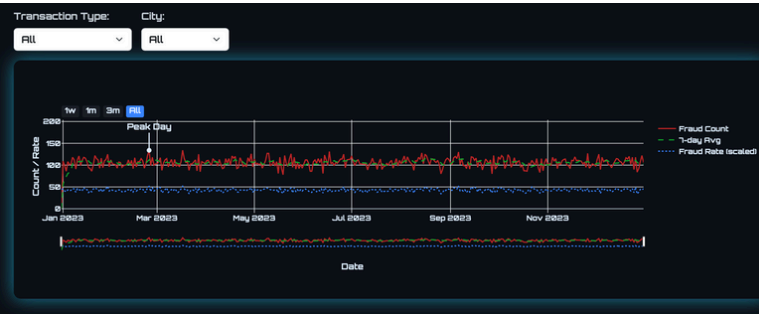 Transaction Type: City:
All All
1w 1m 3m All
Peak Day
200
150
100
50
0
Count / Rate
Jan 2023 Mar 2023 May 2023 Jul 2023 Sep 2023 Nov 2023
Date
Fraud Count
7-day Avg
Fraud Rate (scaled)